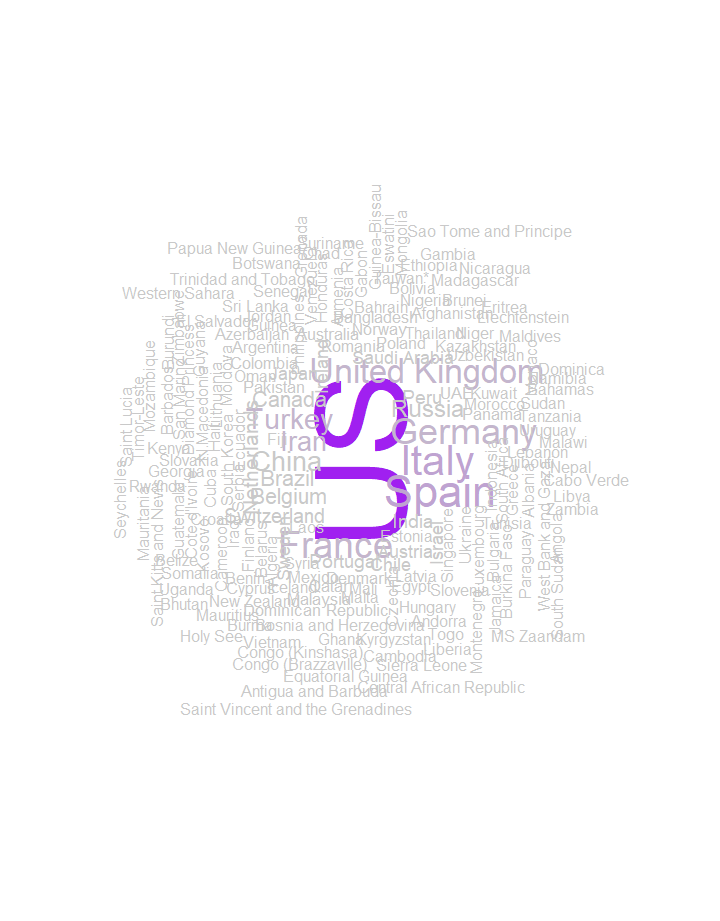 Guinea-Bissau
Eswatini
Mongolia
Sao Tome and Principe
Grenada
Suriname
Papua New Guinea
Chad
Costa Rica
Gabon
Gambia
Botswana
Venezuela
Honduras
Armenia
Ethiopia
Nicaragua
Trinidad and Tobago
Taiwan*
Madagascar
Bolivia
Western Sahara
Senegal
Philippines
Nigeria
Brunei
Sri Lanka
Bahrain
Eritrea
Jordan
Bangladesh
Afghanistan
Liechtenstein
El Salvador
Guinea
Norway
Thailand
Niger
Maldives
Azerbaijan
Australia
Zimbabwe
Burundi
Guyana
Argentina
Romania
Poland
Kazakhstan
Mozambique
Diamond Princess
Moldova
Ireland
Saudi Arabia
Uzbekistan
Monaco
Colombia
United Kingdom
Dominica
Oman
Japan
Namibia
Timor-Leste
Lithuania
Pakistan
Peru
UAE
Kuwait
Bahamas
Saint Lucia
Barbados
N.Macedonia
Canada
Russia
Morocco
Sudan
San Marino
Haiti
Ecuador
Turkey
US
Panama
Tanzania
Fiji
Iran
Germany
Uruguay
Kenya
South Korea
Netherlands
Malawi
Slovakia
China
Italy
Lebanon
Georgia
Cuba
Serbia
Brazil
Djibouti
Nepal
Rwanda
Belgium
Spain
Indonesia
South Africa
Greece
Albania
Cabo Verde
Seychelles
Mauritania
Saint Kitts and Nevis
Guatemala
Cote d'Ivoire
Libya
Croatia
Switzerland
India
Zambia
Iraq
Laos
Tunisia
Kosovo
Finland
Belarus
Sweden
France
Estonia
Israel
Singapore
Ukraine
Bulgaria
Burkina Faso
Paraguay
West Bank and Gaza
Angola
Cameroon
Algeria
Austria
Belize
Syria
Portugal
Chile
Luxembourg
South Sudan
Somalia
Benin
Mexico
Denmark
Latvia
Uganda
Cyprus
Iceland
Qatar
Mali
Egypt
Slovenia
Jamaica
Bhutan
New Zealand
Malaysia
Malta
Czechia
Hungary
Montenegro
Mauritius
Dominican Republic
Burma
Bosnia and Herzegovina
Andorra
Holy See
Vietnam
Ghana
Kyrgyzstan
Togo
MS Zaandam
Congo (Kinshasa)
Cambodia
Liberia
Congo (Brazzaville)
Sierra Leone
Equatorial Guinea
Antigua and Barbuda
Central African Republic
Saint Vincent and the Grenadines